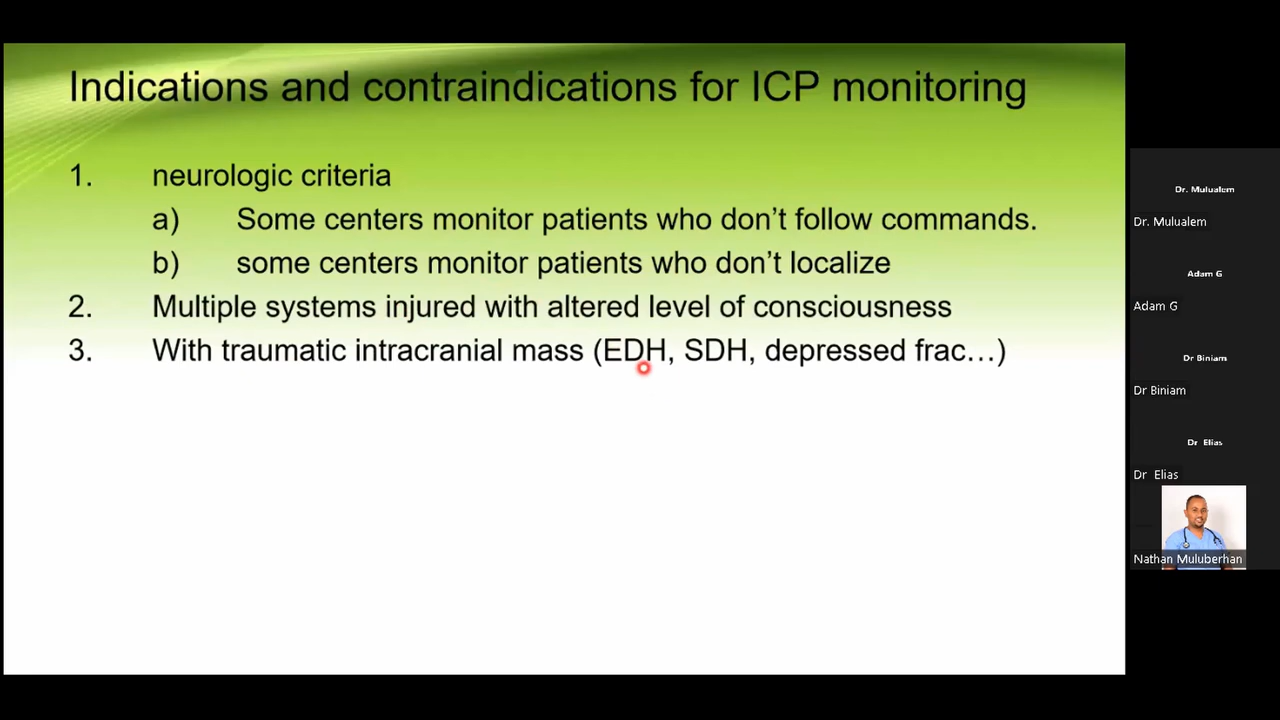 Indications and contraindications for ICP monitoring
1. neurologic criteria
a) Some centers monitor patients who don't follow commands.
b) some centers monitor patients who don't localize
2. Multiple systems injured with altered level of consciousness
3. With traumatic intracranial mass (EDH, SDH, depressed frac…)
Dr. Mulualem
Dr. Mulualem
Adam G
Adam G
Dr Biniam
Dr Biniam
Dr Elias
Dr Elias
Nathan Muluberhan